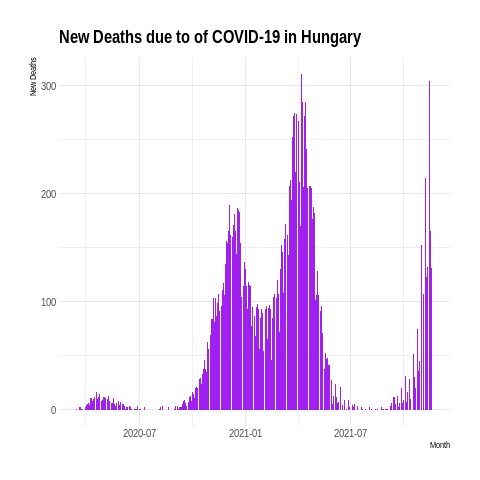 New Deaths due to of COVID-19 in Hungary
New Deaths
300
200
100
0
2020-07
2021-01
2021-07
Month